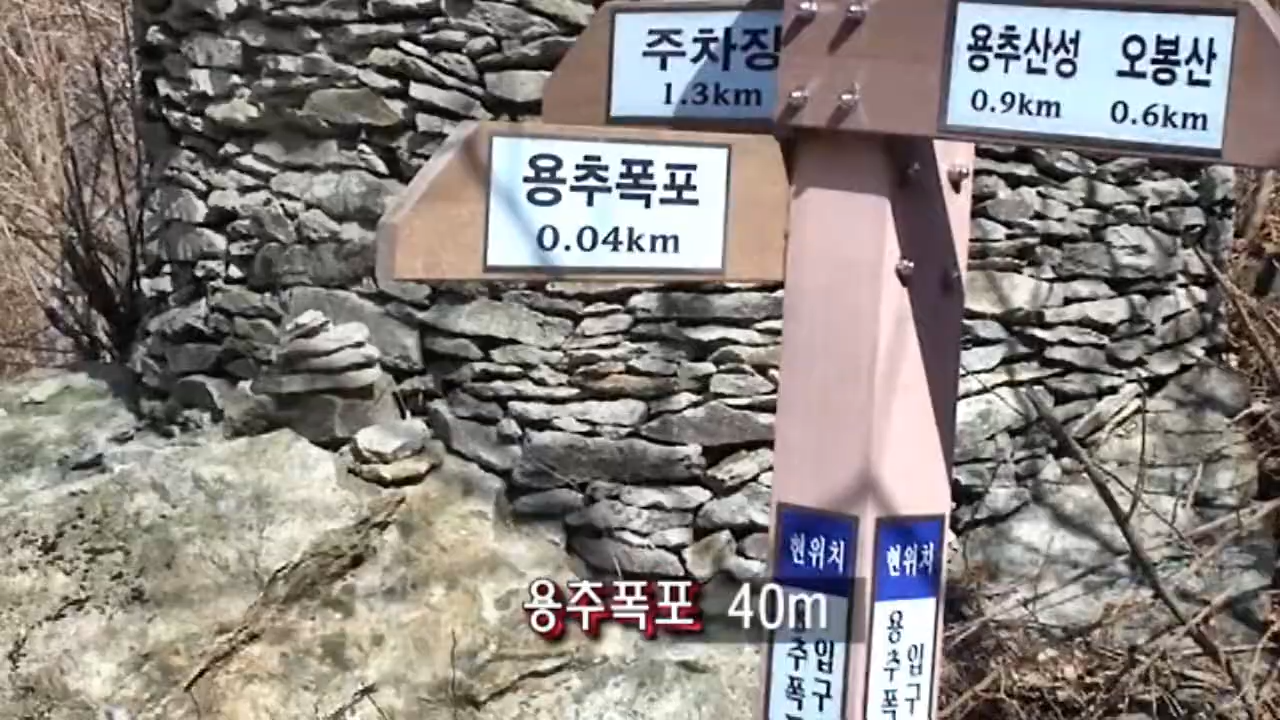 주차장
1.3km
용추산성 오봉산
0.9km 0.6km
용추폭포
0.04km
현위치
용추폭
입구
현위치
용추폭
입구
용추폭포 40m